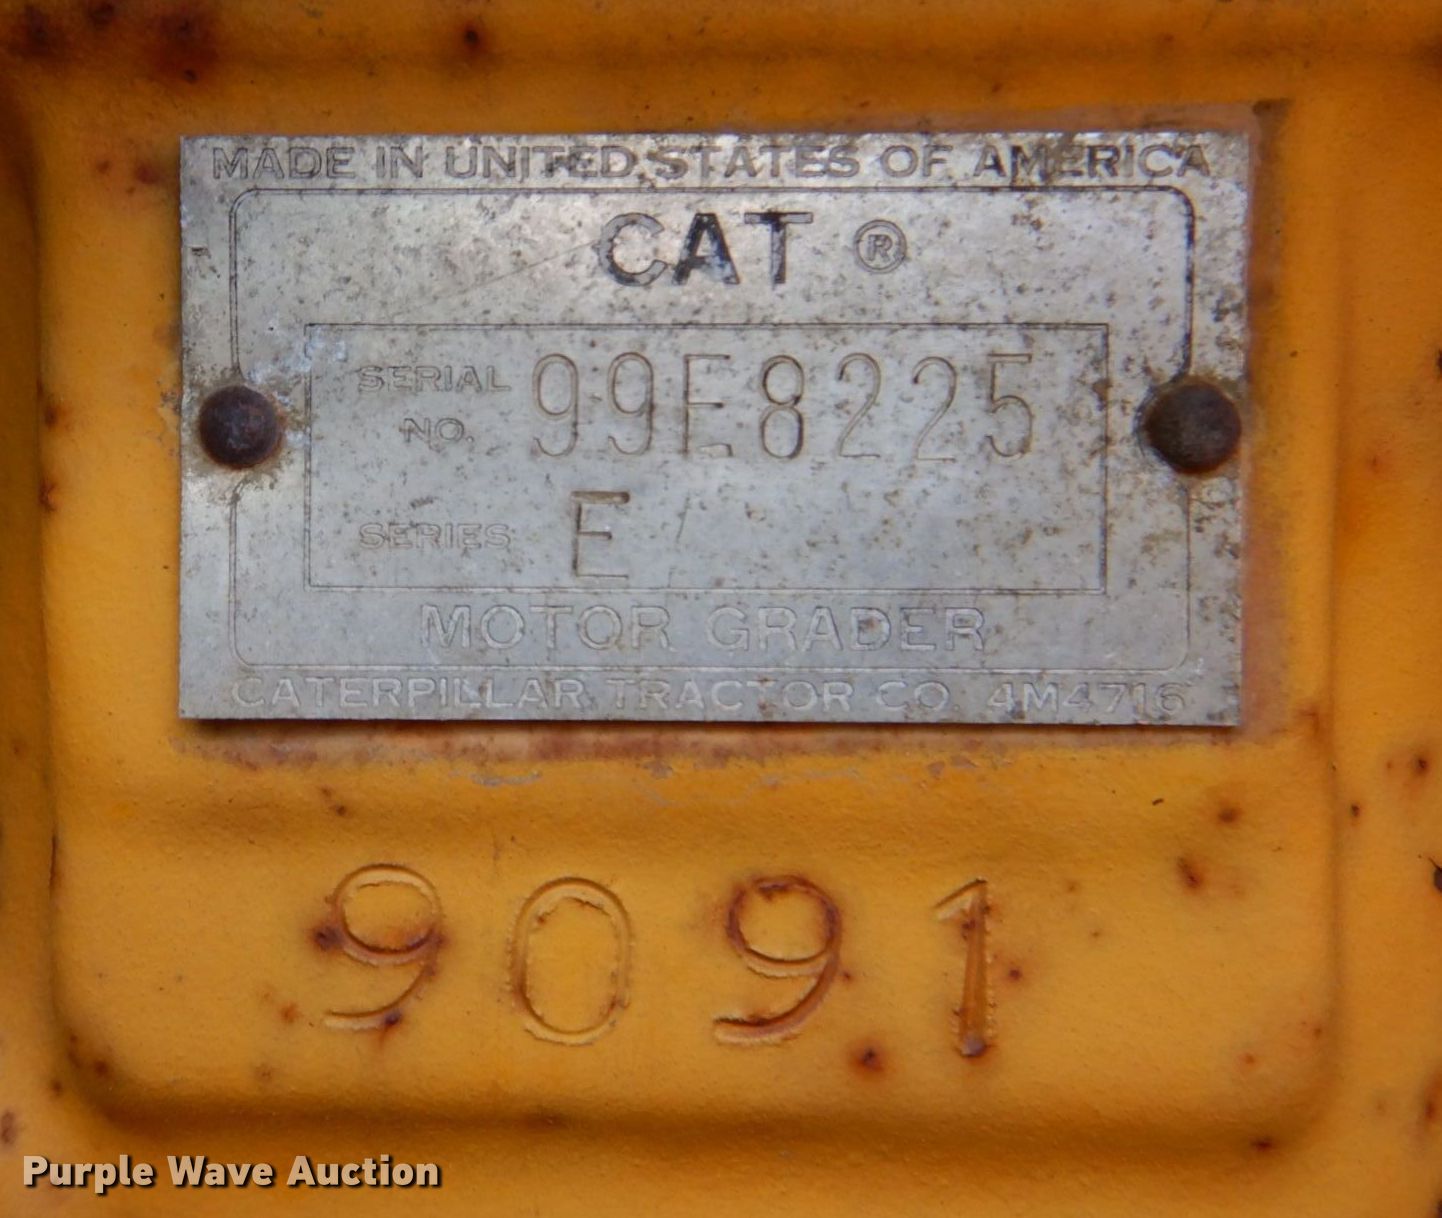 MADE IN UNITED STATES OF AMERICA
CAT ®
SERIAL NO. 99E8225
SERIES E
MOTOR GRADER
CATERPILLAR TRACTOR CO. 4M4716
9091
Purple Wave Auction